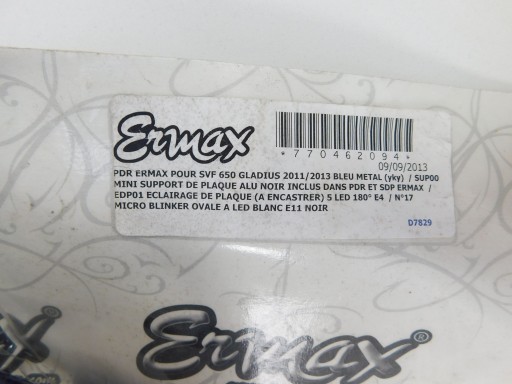 Ermax
*770462094*
09/09/2013
PDR ERMAX POUR SVF 650 GLADIUS 2011/2013 BLEU METAL (yky) / SUP00
MINI SUPPORT DE PLAQUE ALU NOIR INCLUS DANS PDR ET SDP ERMAX /
EDP01 ECLAIRAGE DE PLAQUE (A ENCASTRER) 5 LED 180° E4 / N°17
MICRO BLINKER OVALE A LED BLANC E11 NOIR
D7829
Ermax®